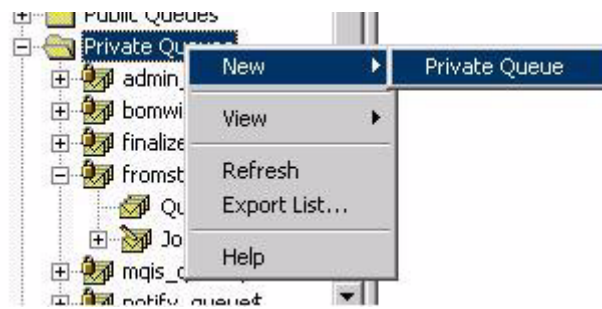 Public Queues
Private Queues
New
Private Queue
admin_
bomwi
View
finalize
fromst
Refresh
Qu
Export List...
Jo
Help
mqis_q
notify_queue$